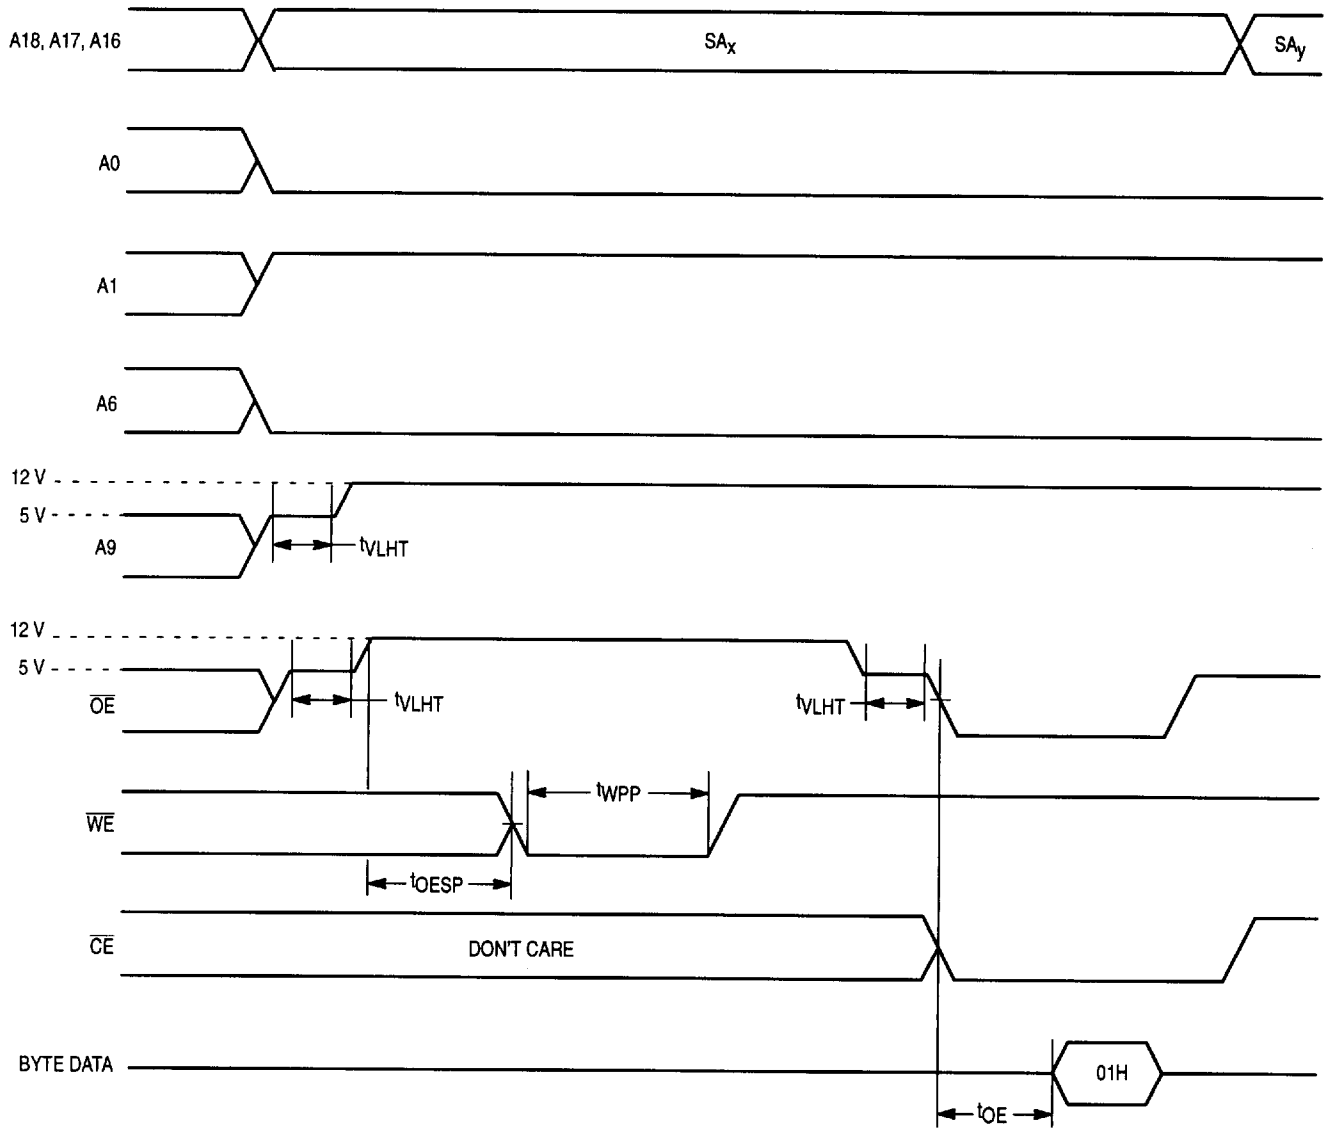 A18, A17, A16
SAx
SAy
A0
A1
A6
12 V
5 V
A9
tVLHT
12 V
5 V
OE
tVLHT
tVLHT
WE
tWPP
tOESP
CE
DON'T CARE
BYTE DATA
01H
tOE